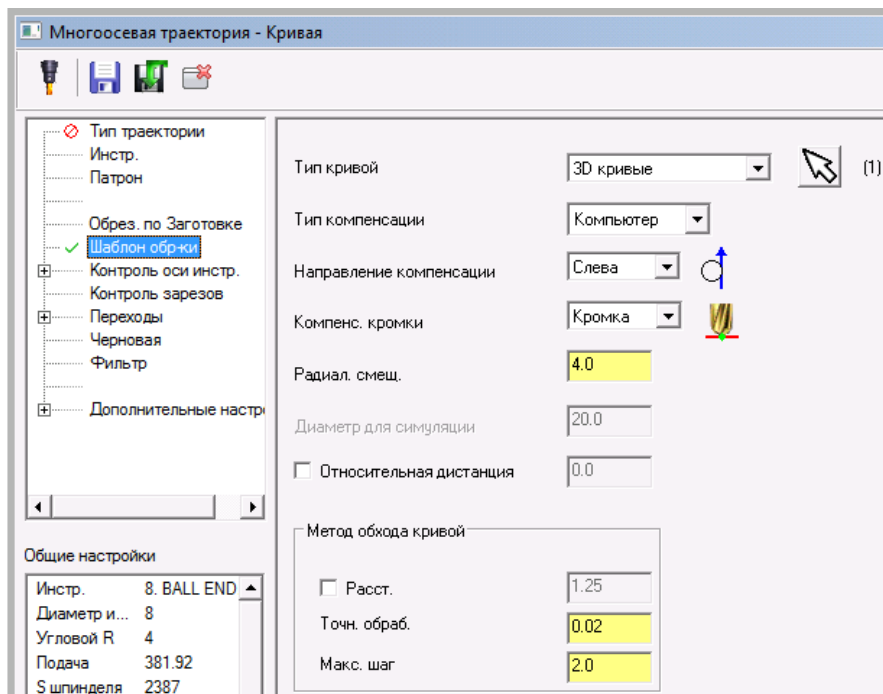 Многоосевая траектория - Кривая
Тип траектории
Инстр.
Патрон
Обрез. по Заготовке
Шаблон обр-ки
Контроль оси инстр.
Контроль зарезов
Переходы
Черновая
Фильтр
Дополнительные настро
Общие настройки
Инстр. 8. BALL END
Диаметр и... 8
Угловой R 4
Подача 381.92
S шпинделя 2387
Тип кривой 3D кривые (1)
Тип компенсации Компьютер
Направление компенсации Слева
Компенс. кромки Кромка
Радиал. смещ. 4.0
Диаметр для симуляции 20.0
Относительная дистанция 0.0
Метод обхода кривой
Расст. 1.25
Точн. обраб. 0.02
Макс. шаг 2.0